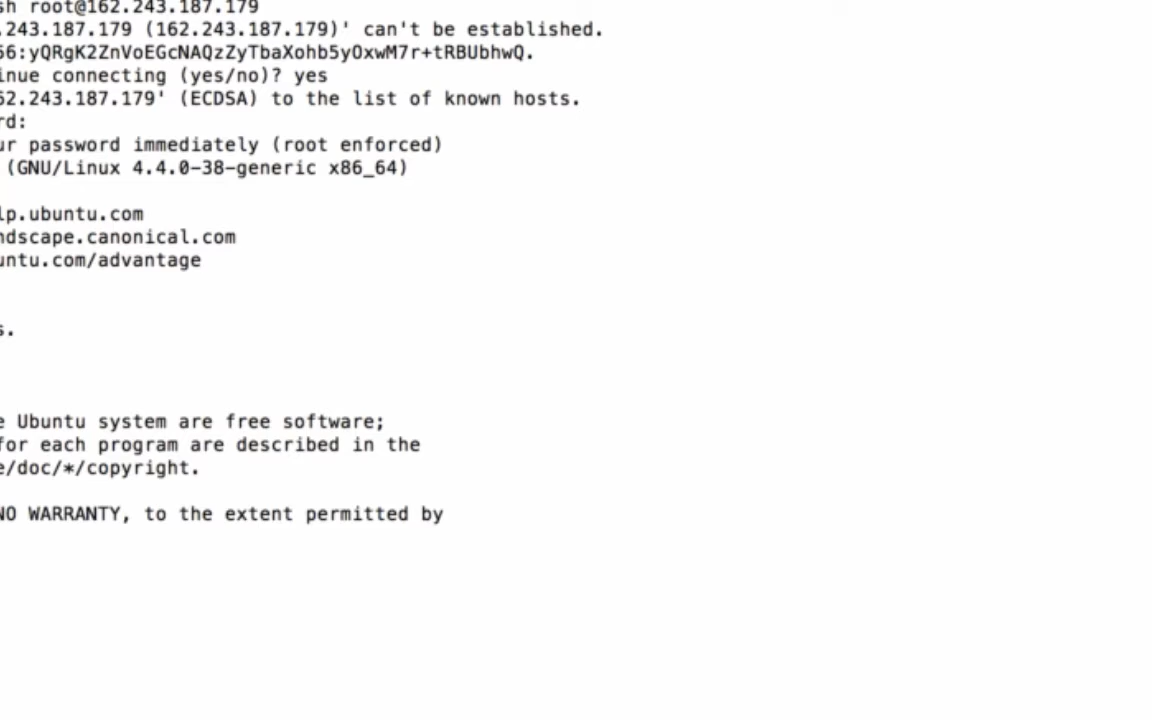 sh root@162.243.187.179
.243.187.179 (162.243.187.179)' can't be established.
56:yQRgK2ZnVoEGcNAQzZyTbaXohb5yOxwM7r+tRBUbhwQ.
inue connecting (yes/no)? yes
62.243.187.179' (ECDSA) to the list of known hosts.
rd:
ur password immediately (root enforced)
(GNU/Linux 4.4.0-38-generic x86_64)
lp.ubuntu.com
ndscape.canonical.com
untu.com/advantage
s.
e Ubuntu system are free software;
for each program are described in the
e/doc/*/copyright.
NO WARRANTY, to the extent permitted by